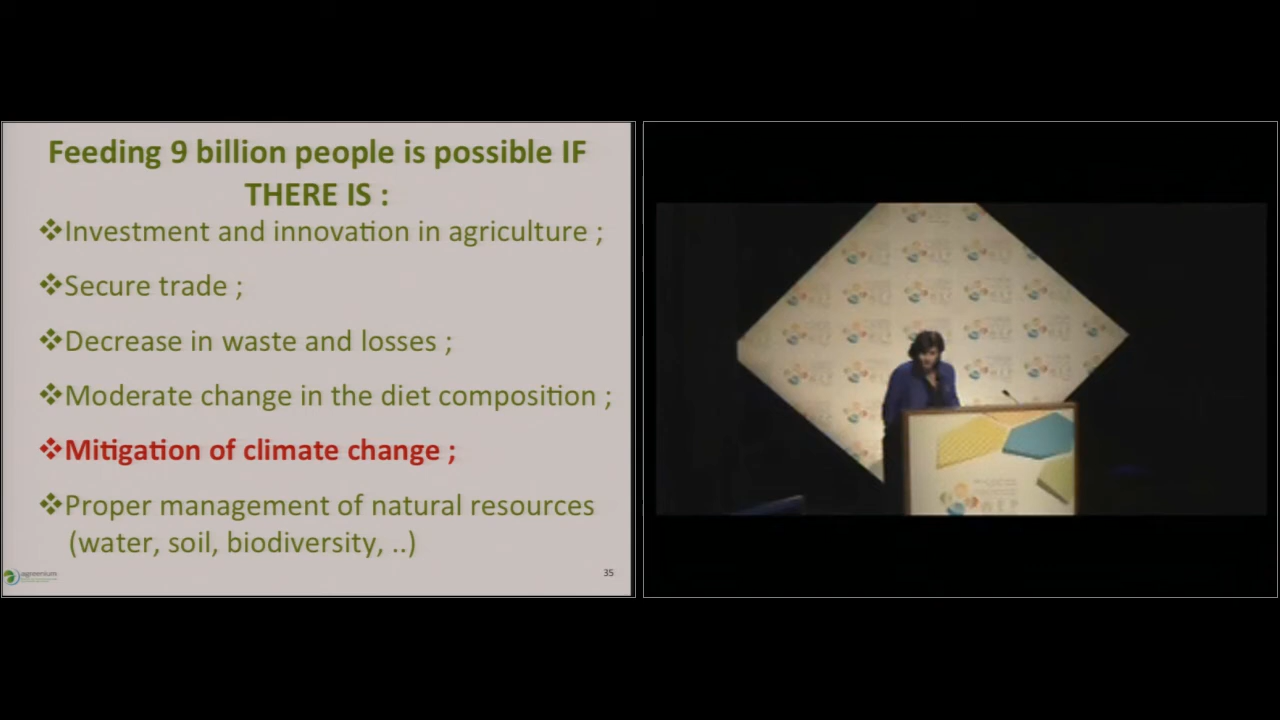 Feeding 9 billion people is possible IF
THERE IS :
❖Investment and innovation in agriculture ;
❖Secure trade ;
❖Decrease in waste and losses ;
❖Moderate change in the diet composition ;
❖Mitigation of climate change ;
❖Proper management of natural resources
(water, soil, biodiversity, ..)
agreenium
35